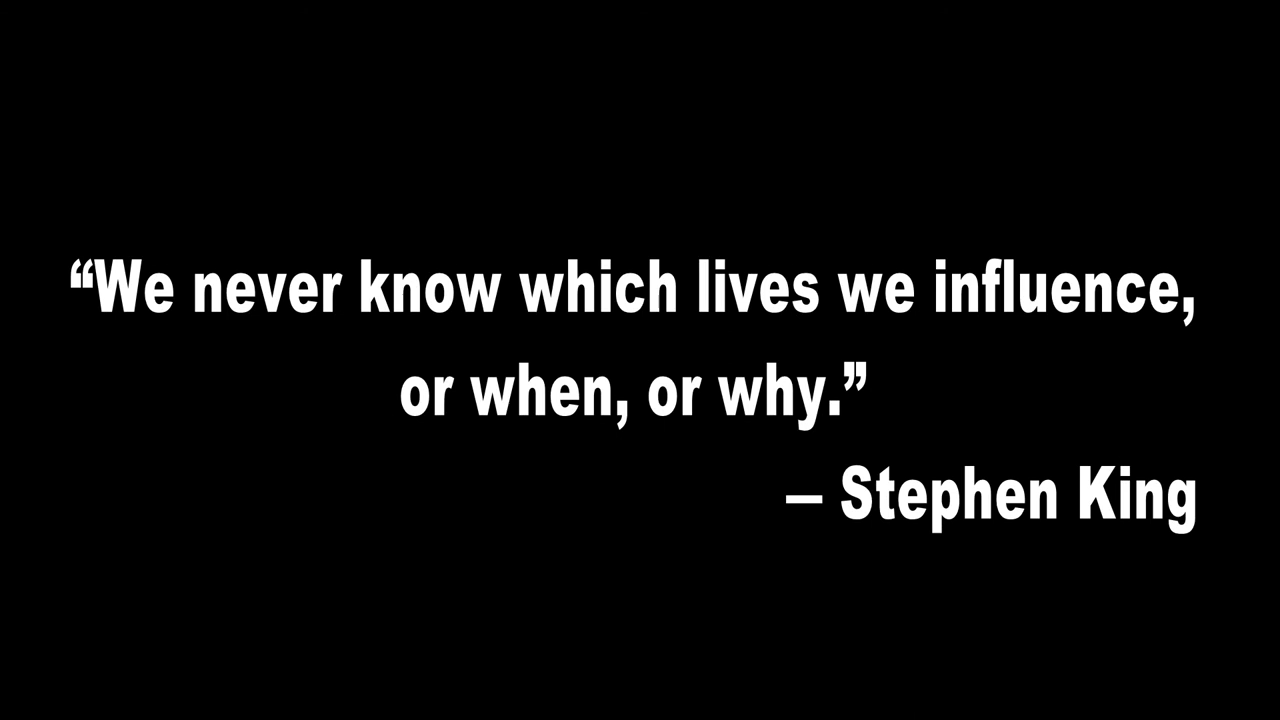 “We never know which lives we influence,
or when, or why.”
– Stephen King